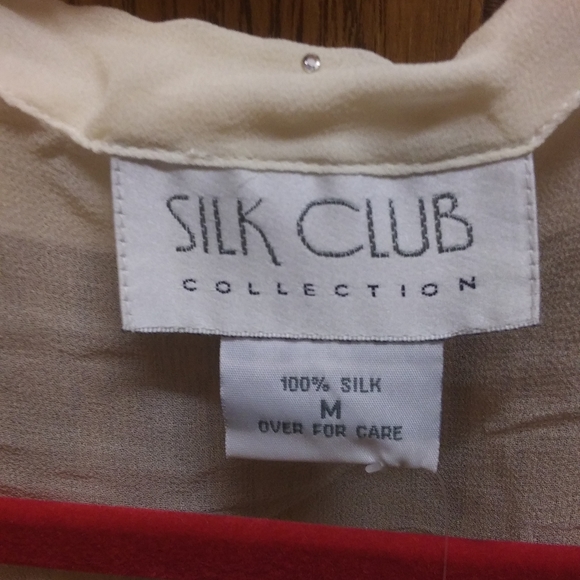 SILK CLUB
COLLECTION
100% SILK
M
OVER FOR CARE